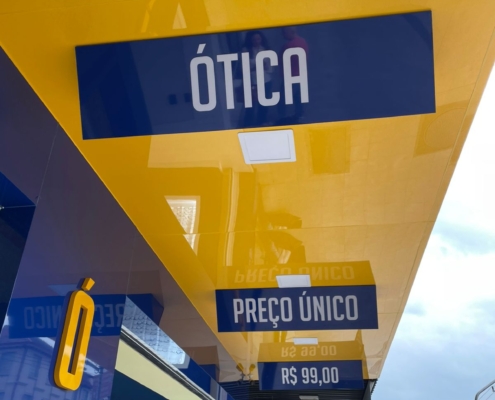 ÓTICA
PREÇO ÚNICO
R$ 99,00
Ó